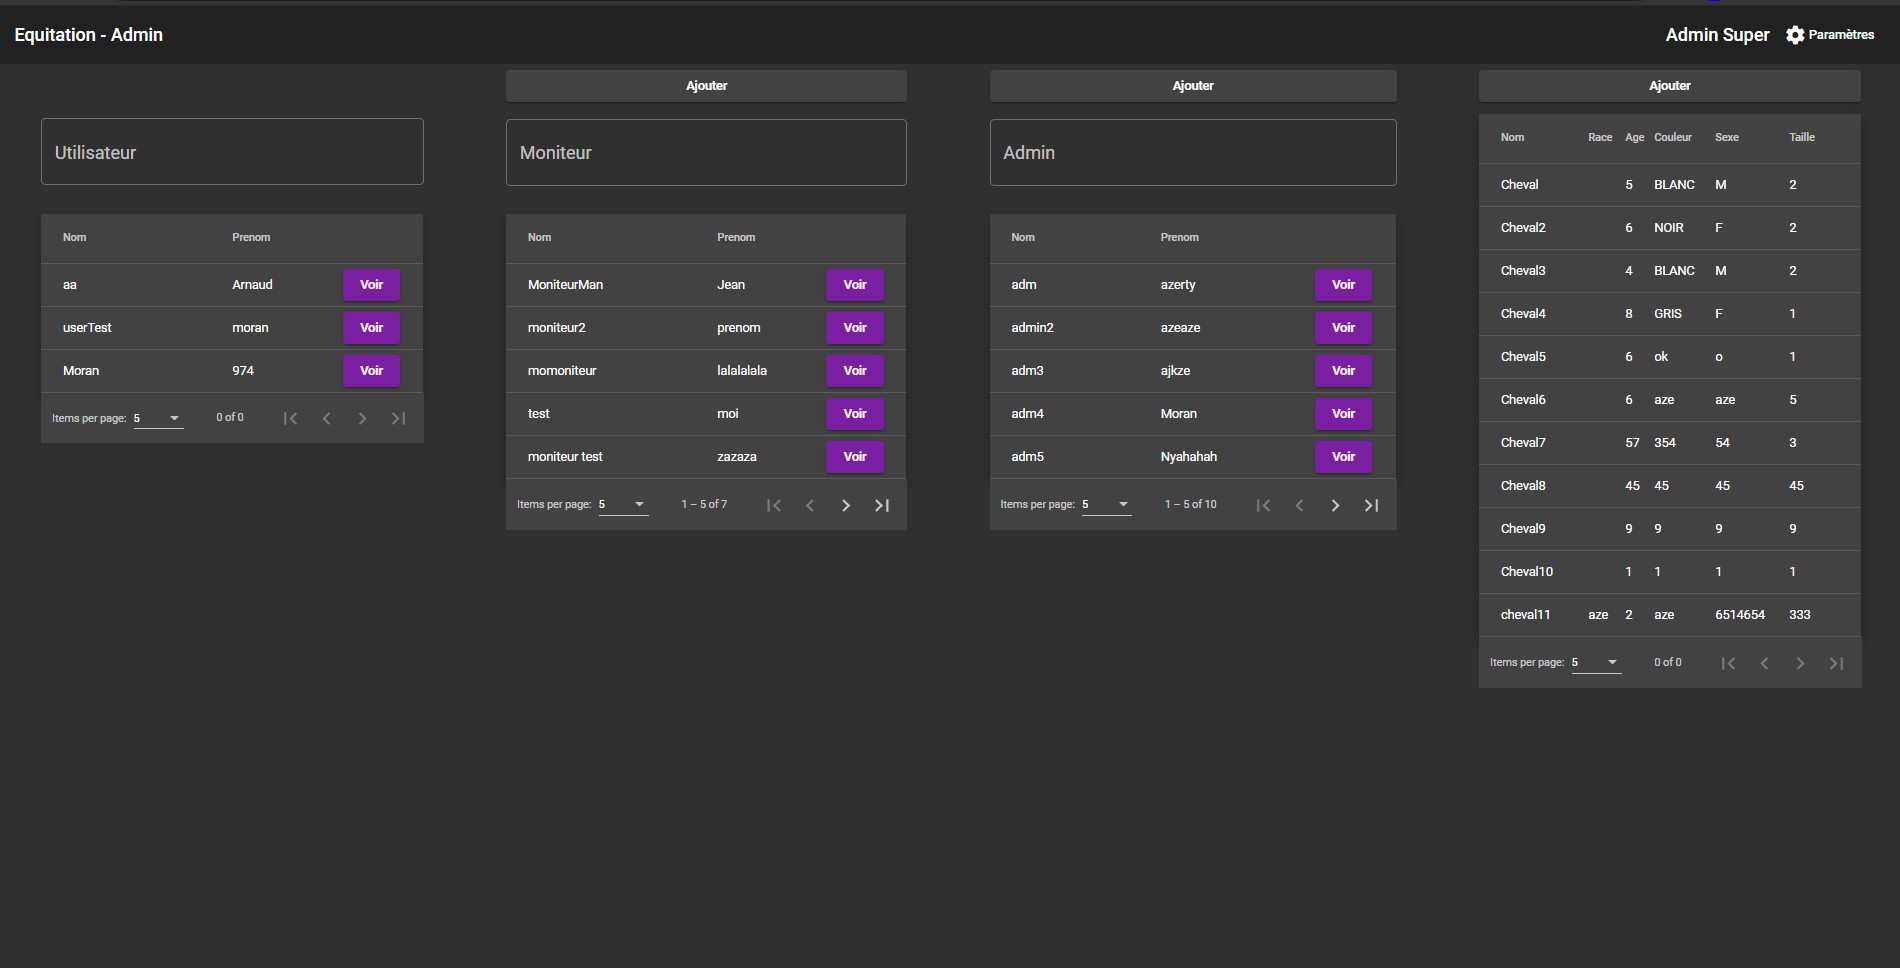 Equitation - Admin
Admin Super Paramètres
Utilisateur
Nom Prenom
aa Arnaud Voir
userTest moran Voir
Moran 974 Voir
Items per page: 5 0 of 0
Ajouter
Moniteur
Nom Prenom
MoniteurMan Jean Voir
moniteur2 prenom Voir
momoniteur lalalalala Voir
test moi Voir
moniteur test zazaza Voir
Items per page: 5 1 – 5 of 7
Ajouter
Admin
Nom Prenom
adm azerty Voir
admin2 azeaze Voir
adm3 ajkze Voir
adm4 Moran Voir
adm5 Nyahahah Voir
Items per page: 5 1 – 5 of 10
Ajouter
Nom Race Age Couleur Sexe Taille
Cheval 5 BLANC M 2
Cheval2 6 NOIR F 2
Cheval3 4 BLANC M 2
Cheval4 8 GRIS F 1
Cheval5 6 ok o 1
Cheval6 6 aze aze 5
Cheval7 57 354 54 3
Cheval8 45 45 45 45
Cheval9 9 9 9 9
Cheval10 1 1 1 1
cheval11 aze 2 aze 6514654 333
Items per page: 5 0 of 0